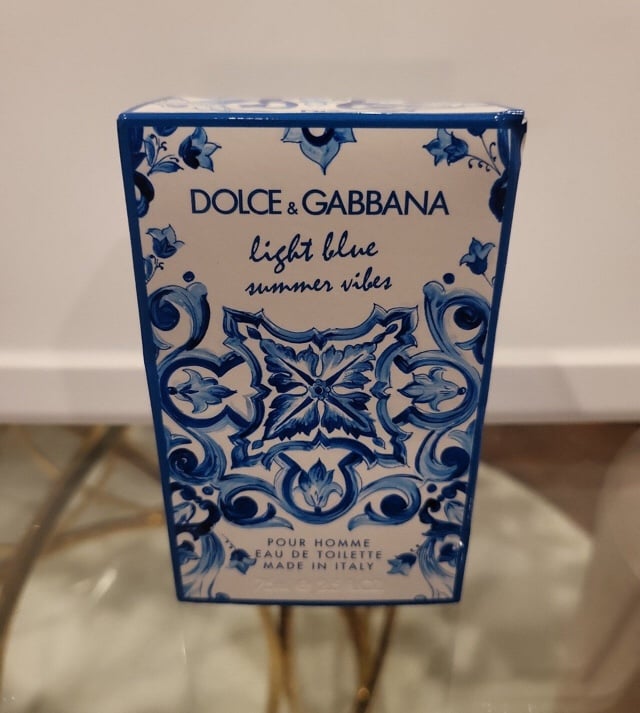 DOLCE & GABBANA
light blue
summer vibes
POUR HOMME
EAU DE TOILETTE
MADE IN ITALY